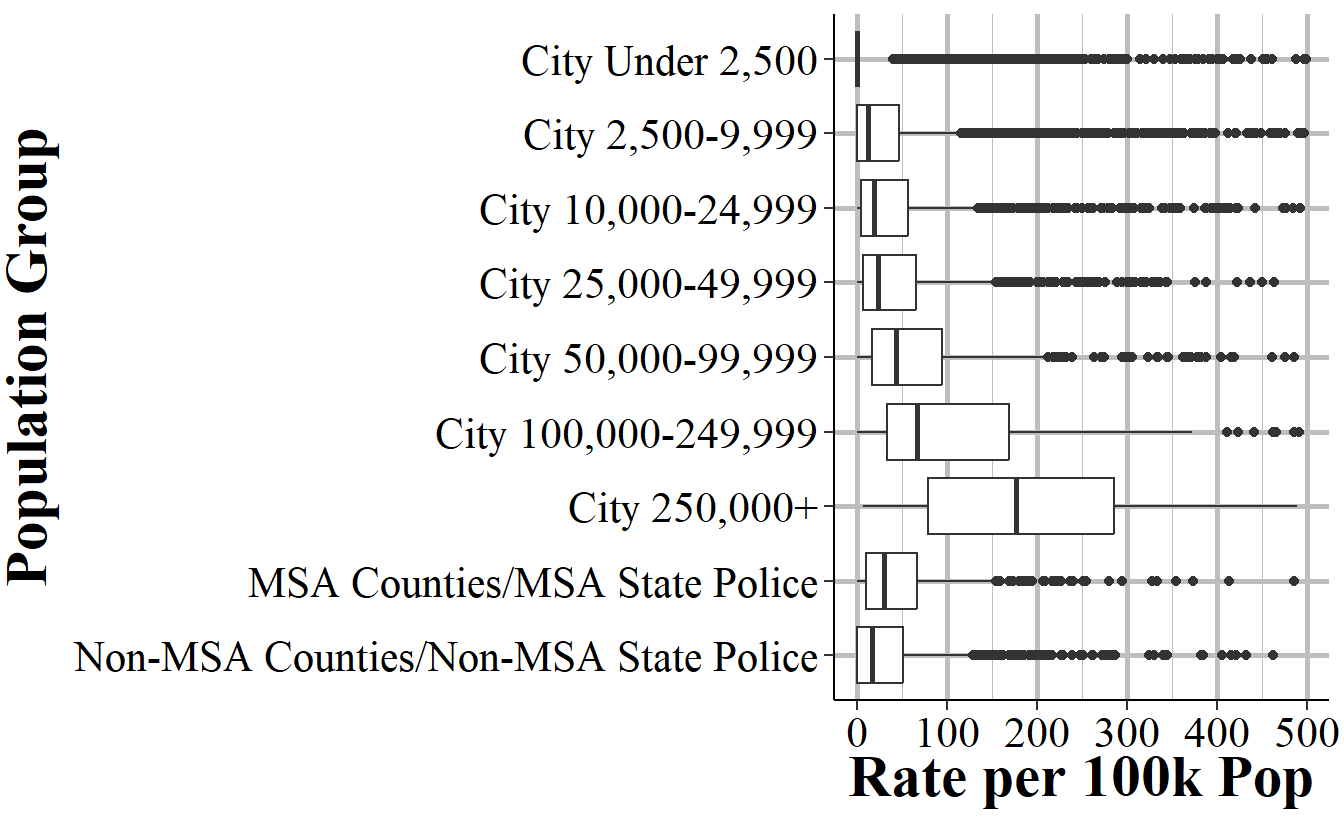 Population Group
City Under 2,500
City 2,500-9,999
City 10,000-24,999
City 25,000-49,999
City 50,000-99,999
City 100,000-249,999
City 250,000+
MSA Counties/MSA State Police
Non-MSA Counties/Non-MSA State Police
0 100 200 300 400 500
Rate per 100k Pop